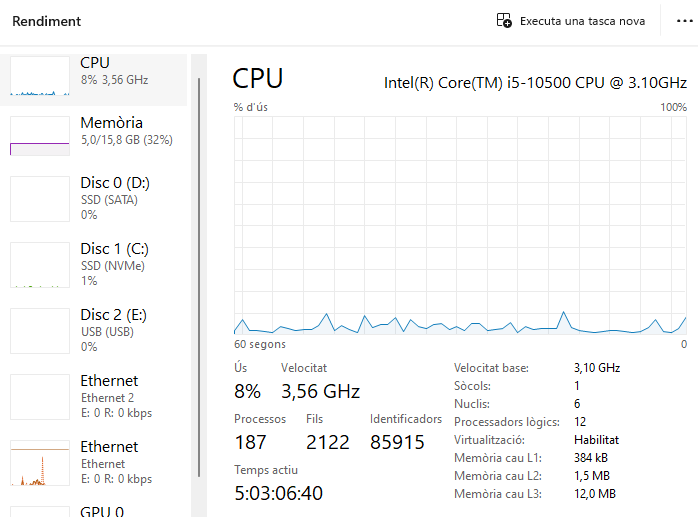 Rendiment
Executa una tasca nova
CPU
8% 3,56 GHz
Memòria
5,0/15,8 GB (32%)
Disc 0 (D:)
SSD (SATA)
0%
Disc 1 (C:)
SSD (NVMe)
1%
Disc 2 (E:)
USB (USB)
0%
Ethernet
Ethernet 2
E: 0 R: 0 kbps
Ethernet
Ethernet
E: 0 R: 0 kbps
GPU 0
CPU
Intel(R) Core(TM) i5-10500 CPU @ 3.10GHz
% d'ús 100%
60 segons 0
Ús Velocitat
8% 3,56 GHz
Processos Fils Identificadors
187 2122 85915
Temps actiu
5:03:06:40
Velocitat base: 3,10 GHz
Sòcols: 1
Nuclis: 6
Processadors lògics: 12
Virtualització: Habilitat
Memòria cau L1: 384 kB
Memòria cau L2: 1,5 MB
Memòria cau L3: 12,0 MB